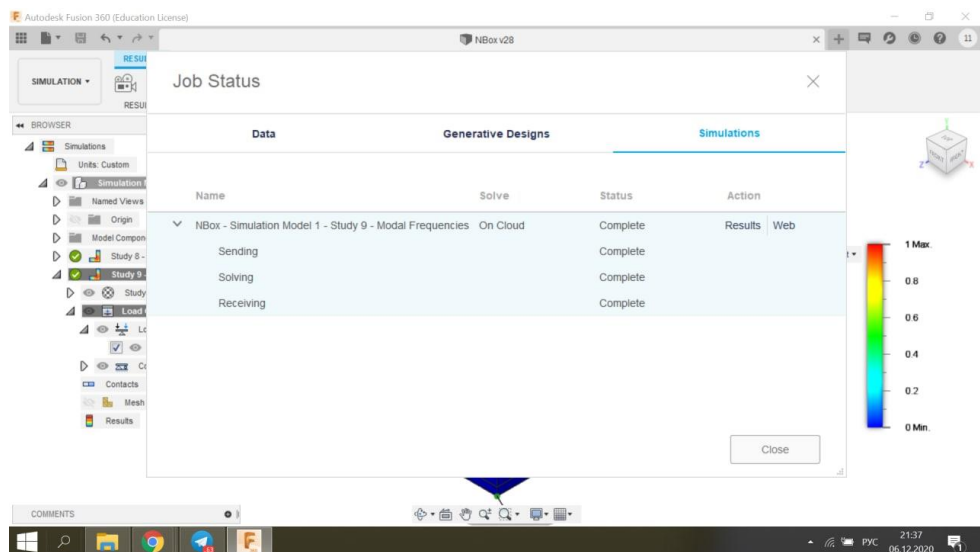 Autodesk Fusion 360 (Education License)
NBox v28
11
SIMULATION
RESU
RESU
Job Status
BROWSER
Simulations
Units: Custom
Simulation
Named Views
Origin
Model Compon
Study 8 -
Study 9 -
Study
Load
Lo
Co
Contacts
Mesh
Results
Data
Generative Designs
Simulations
Name
Solve
Status
Action
NBox - Simulation Model 1 - Study 9 - Modal Frequencies
On Cloud
Complete
Results
Web
Sending
Complete
Solving
Complete
Receiving
Complete
Close
1 Max.
0.8
0.6
0.4
0.2
0 Min.
Z
X
COMMENTS
РУС
21:37
06.12.2020